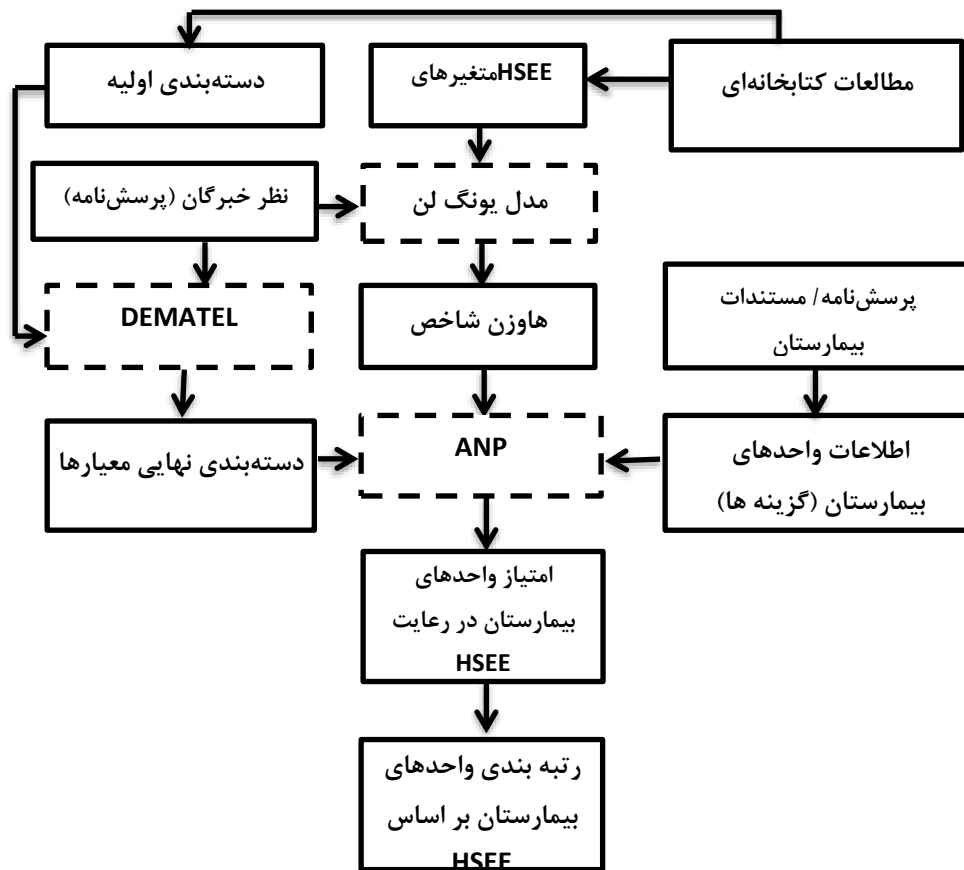 مطالعات کتابخانه‌ای
متغیرهایHSEE
دسته‌بندی اولیه
نظر خبرگان (پرسش‌نامه)
مدل یونگ لن
DEMATEL
هاوزن شاخص
پرسش‌نامه/ مستندات
بیمارستان
دسته‌بندی نهایی معیارها
ANP
اطلاعات واحدهای
بیمارستان (گزینه ها)
امتیاز واحدهای
بیمارستان در رعایت
HSEE
رتبه بندی واحدهای
بیمارستان بر اساس
HSEE